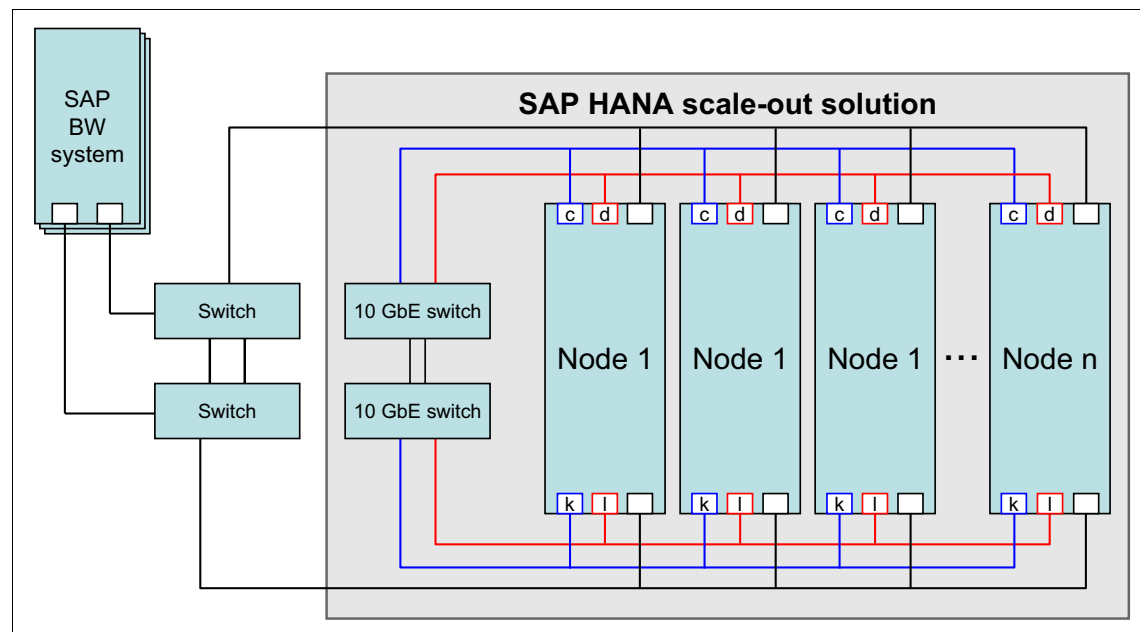 SAP
BW
system
SAP HANA scale-out solution
c d c d c d c d
Switch
10 GbE switch
Node 1 Node 1 Node 1 ... Node n
Switch
10 GbE switch
k l k l k l k l